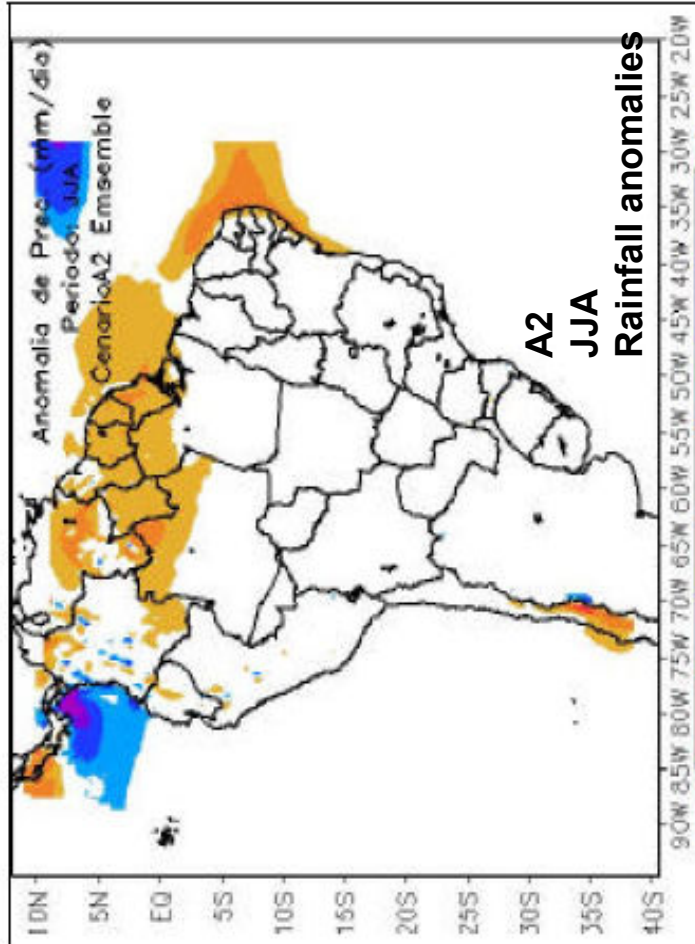 Anomalia de Prec (mm/dia)
Periodo: JJA
CenarioA2 Emsemble
A2
JJA
Rainfall anomalies
10N
5N
EQ
5S
10S
15S
20S
25S
30S
35S
40S
90W 85W 80W 75W 70W 65W 60W 55W 50W 45W 40W 35W 30W 25W 20W